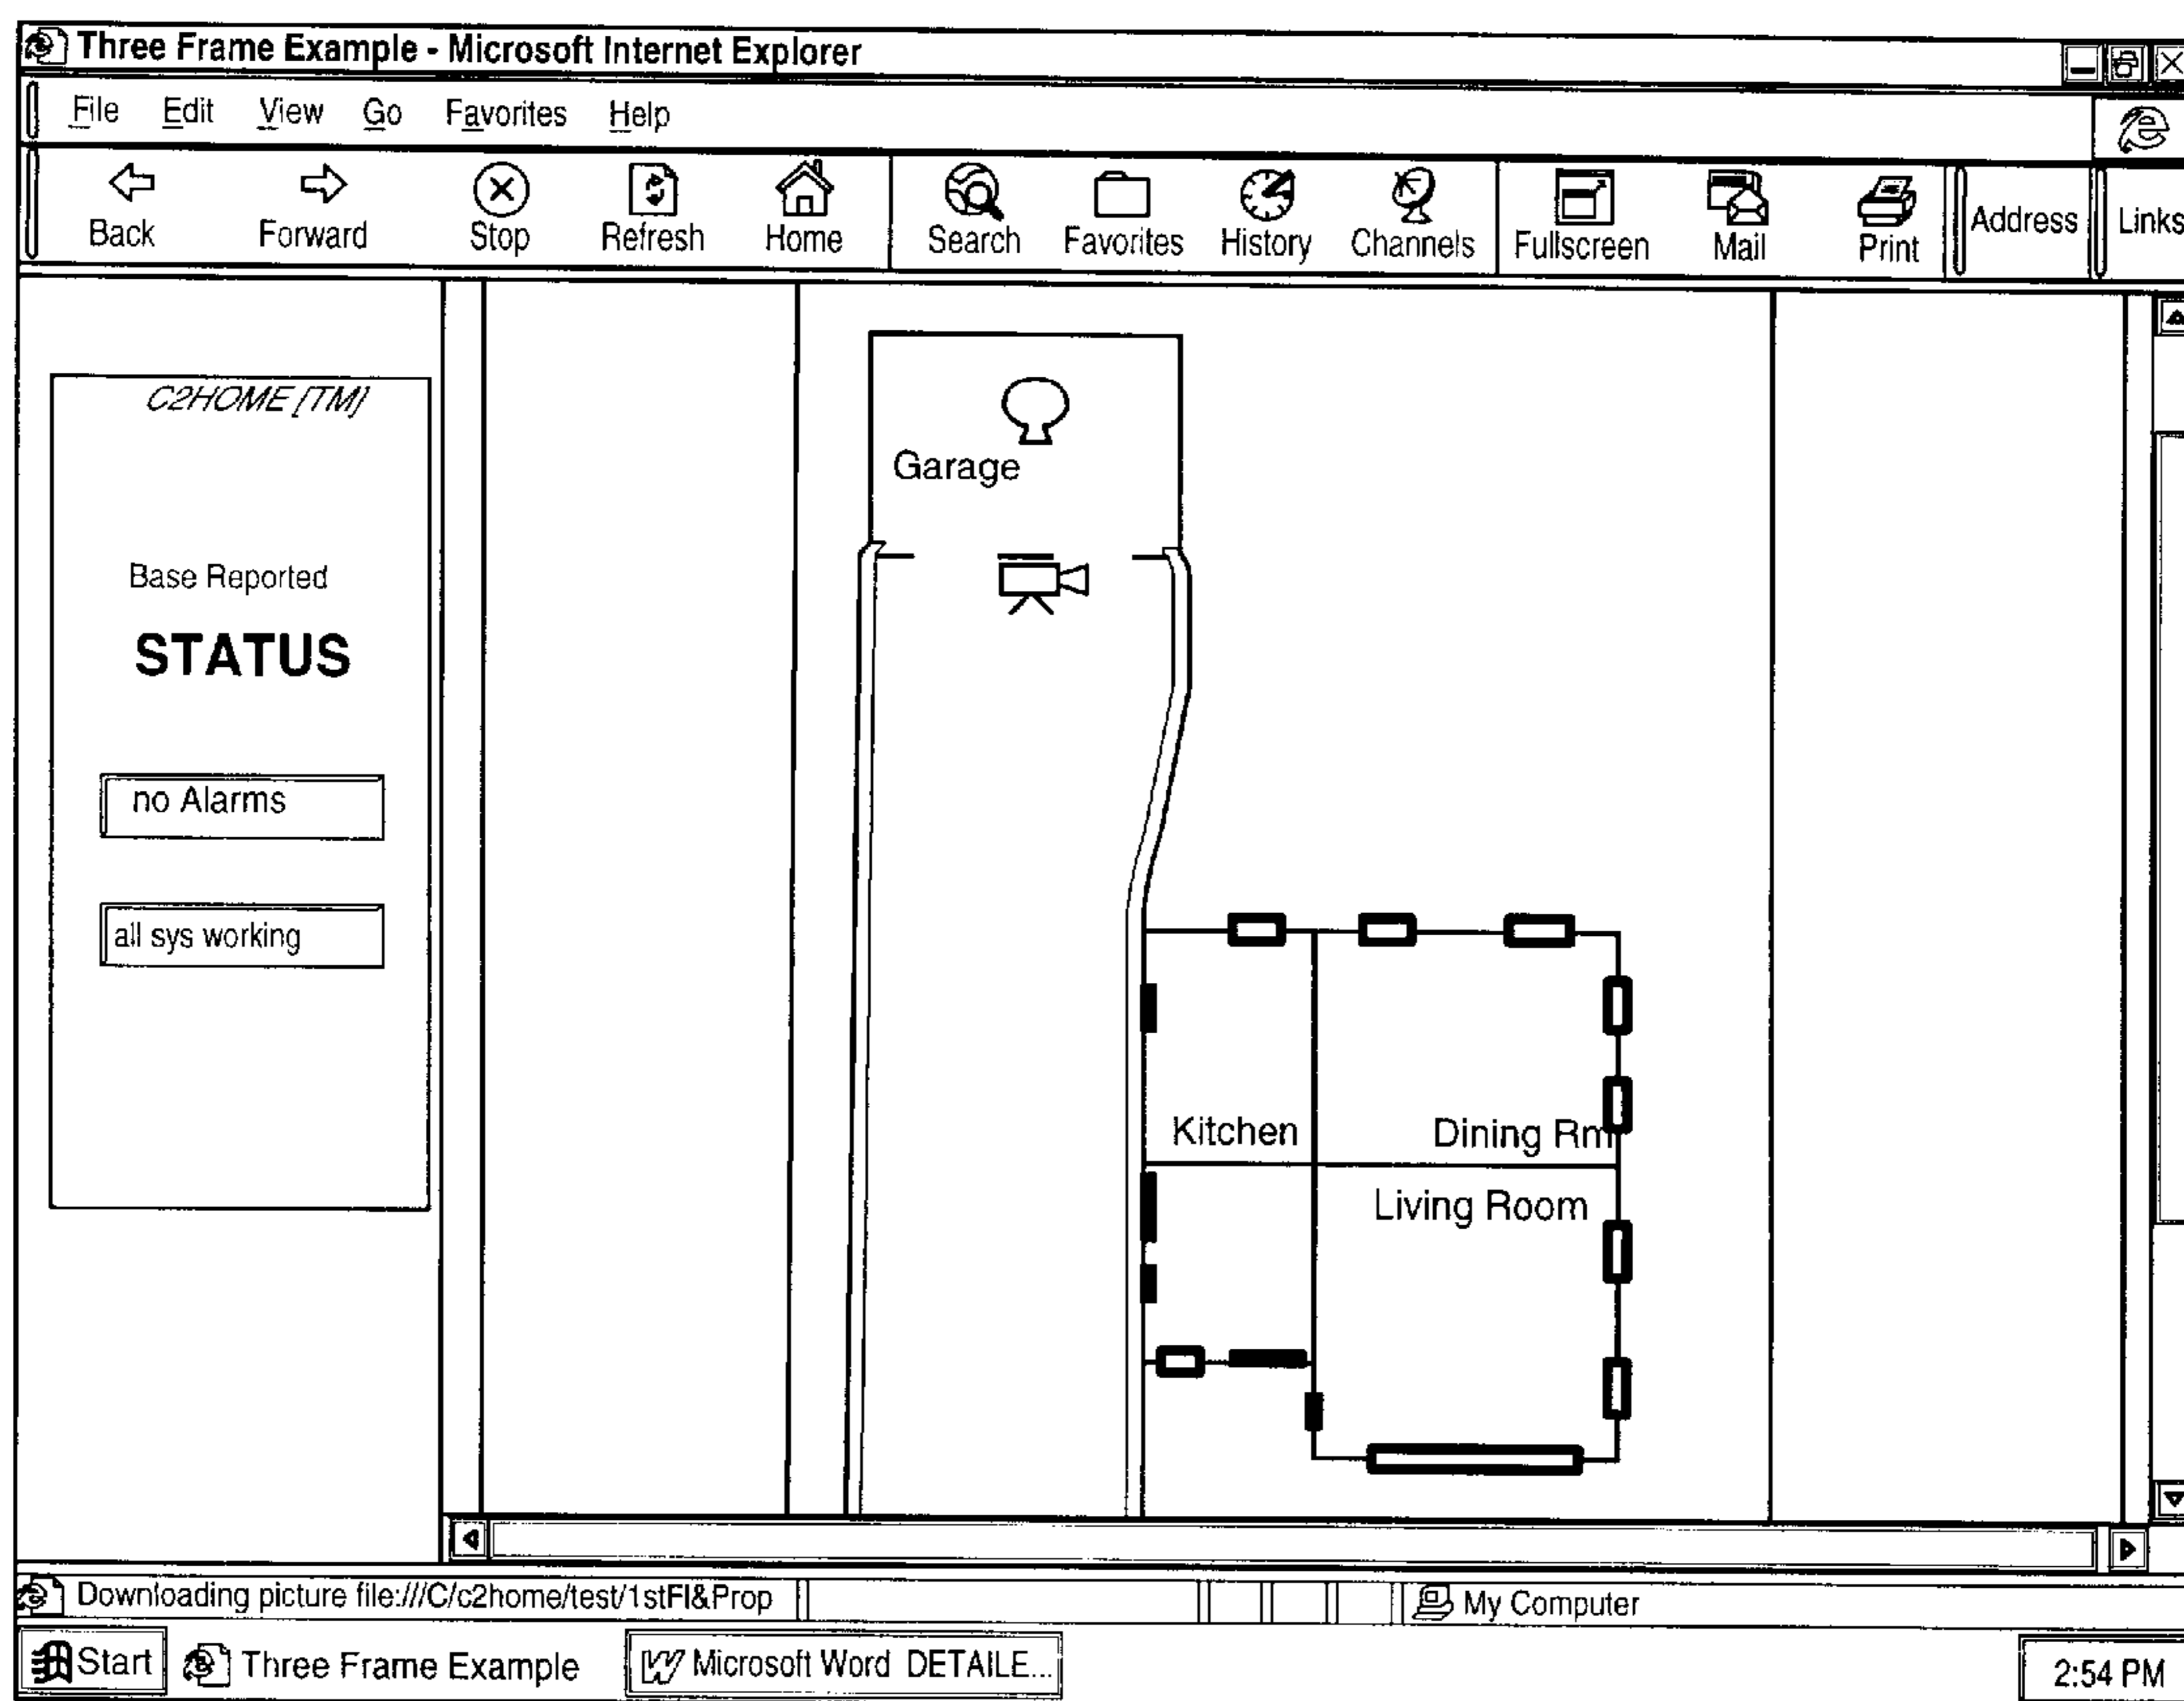 Three Frame Example - Microsoft Internet Explorer
File Edit View Go Favorites Help
Back Forward Stop Refresh Home Search Favorites History Channels Fullscreen Mail Print Address Links
C2HOME [TM]
Base Reported
STATUS
no Alarms
all sys working
Garage
Kitchen
Dining Rm
Living Room
Downloading picture file:///C/c2home/test/1stFl&Prop
My Computer
Start Three Frame Example Microsoft Word DETAILE... 2:54 PM